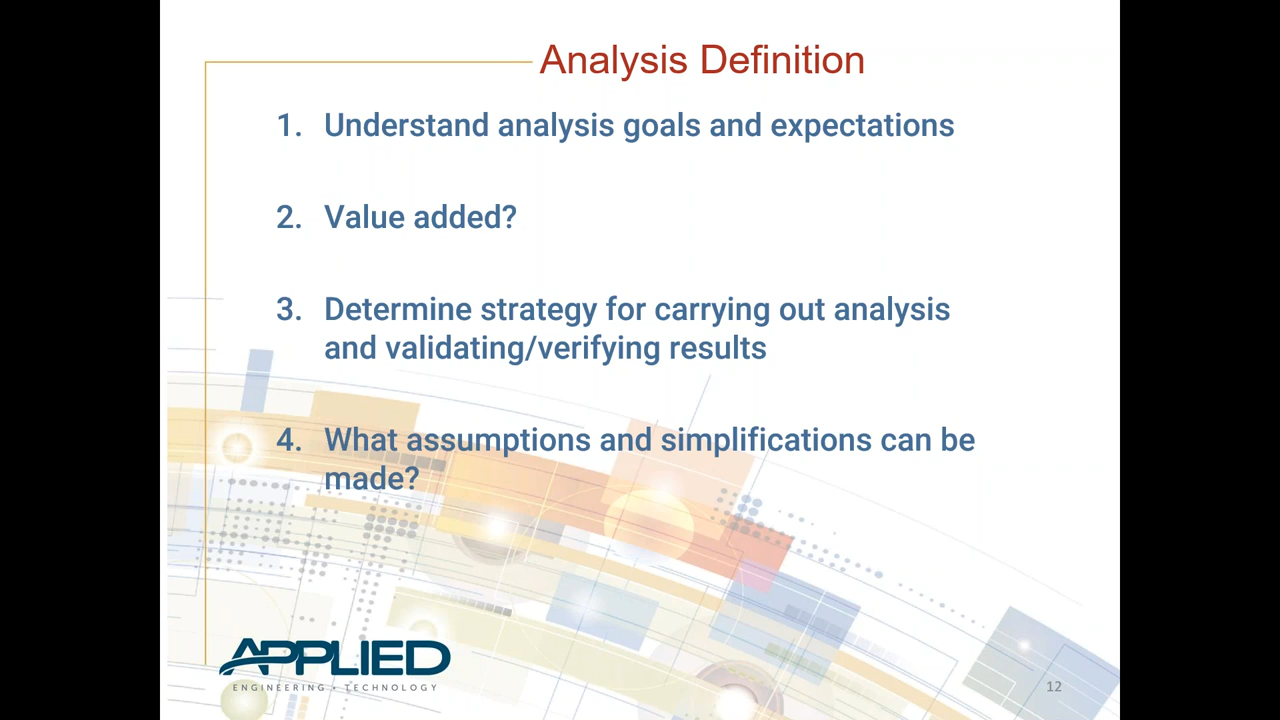 Analysis Definition
1. Understand analysis goals and expectations
2. Value added?
3. Determine strategy for carrying out analysis
and validating/verifying results
4. What assumptions and simplifications can be
made?
APPLIED
ENGINEERING • TECHNOLOGY
12